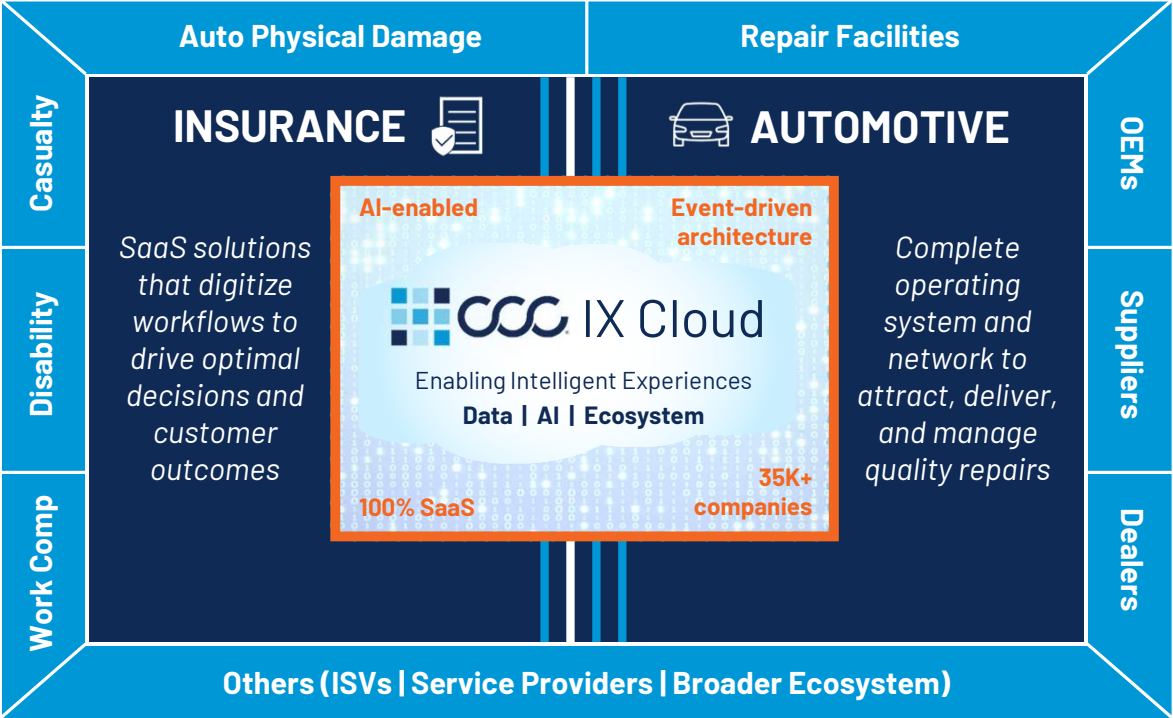 Auto Physical Damage
Repair Facilities
Casualty
Disability
Work Comp
INSURANCE
SaaS solutions
that digitize
workflows to
drive optimal
decisions and
customer
outcomes
AI-enabled
Event-driven
architecture
CCC IX Cloud
Enabling Intelligent Experiences
Data | AI | Ecosystem
100% SaaS
35K+
companies
AUTOMOTIVE
Complete
operating
system and
network to
attract, deliver,
and manage
quality repairs
OEMs
Suppliers
Dealers
Others (ISVs | Service Providers | Broader Ecosystem)